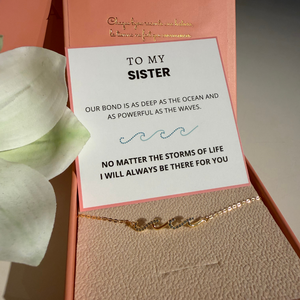 TO MY
SISTER
OUR BOND IS AS DEEP AS THE OCEAN AND
AS POWERFUL AS THE WAVES.
NO MATTER THE STORMS OF LIFE
I WILL ALWAYS BE THERE FOR YOU